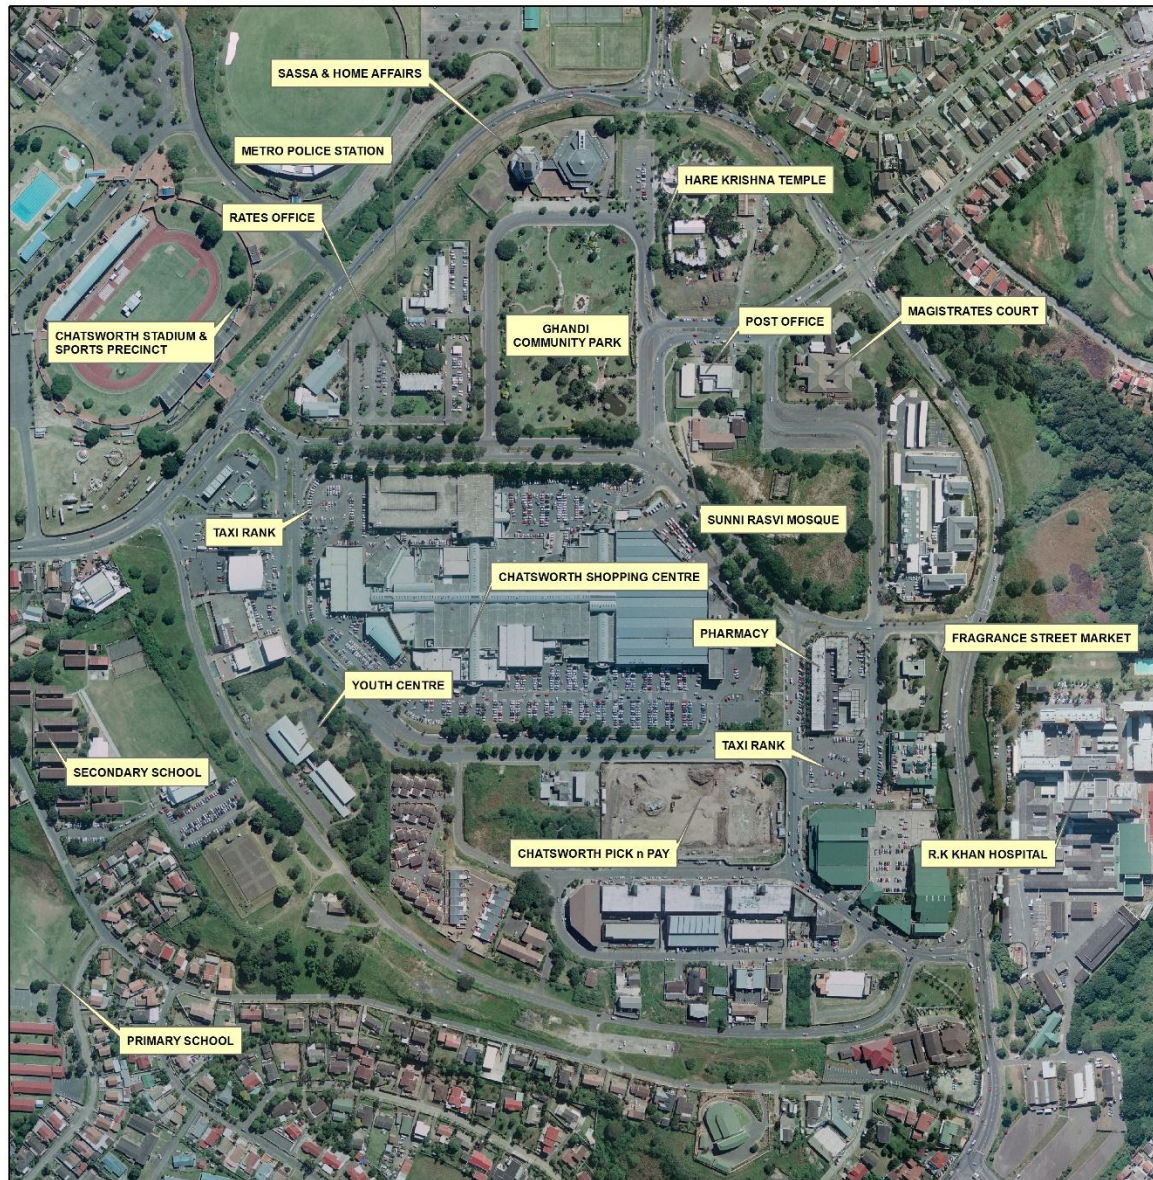 SASSA & HOME AFFAIRS
METRO POLICE STATION
HARE KRISHNA TEMPLE
RATES OFFICE
MAGISTRATES COURT
POST OFFICE
CHATSWORTH STADIUM &
SPORTS PRECINCT
GHANDI
COMMUNITY PARK
TAXI RANK
SUNNI RASVI MOSQUE
CHATSWORTH SHOPPING CENTRE
PHARMACY
FRAGRANCE STREET MARKET
YOUTH CENTRE
TAXI RANK
SECONDARY SCHOOL
CHATSWORTH PICK n PAY
R.K KHAN HOSPITAL
PRIMARY SCHOOL